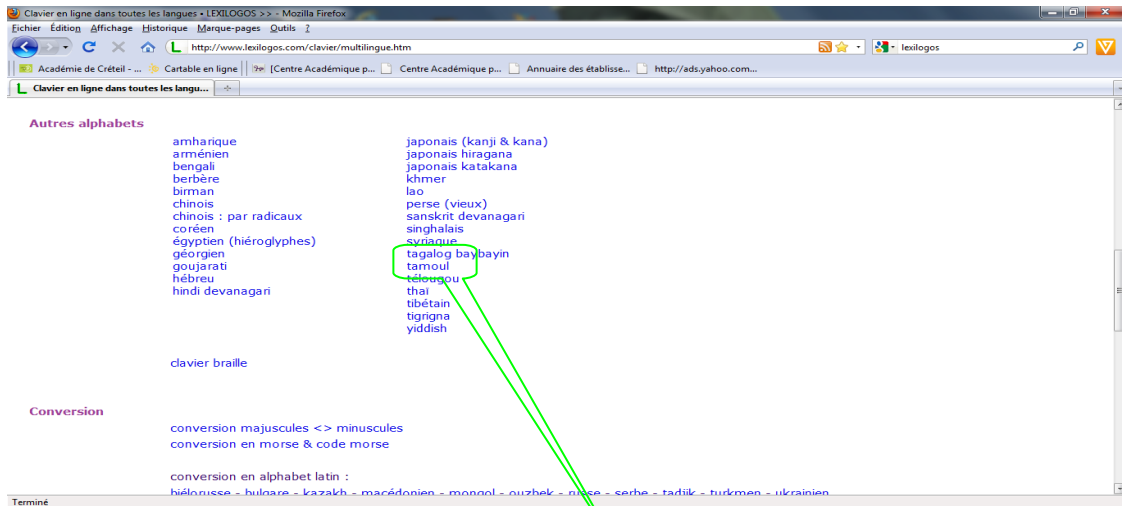 Clavier en ligne dans toutes les langues • LEXILOGOS >> - Mozilla Firefox
Fichier Édition Affichage Historique Marque-pages Outils ?
http://www.lexilogos.com/clavier/multilingue.htm
lexilogos
Académie de Créteil - ... Cartable en ligne [Centre Académique p... Centre Académique p... Annuaire des établisse... http://ads.yahoo.com...
Clavier en ligne dans toutes les langu...
Autres alphabets
amharique
arménien
bengali
berbère
birman
chinois
chinois : par radicaux
coréen
égyptien (hiéroglyphes)
géorgien
goujarati
hébreu
hindi devanagari
japonais (kanji & kana)
japonais hiragana
japonais katakana
khmer
lao
perse (vieux)
sanskrit devanagari
singhalais
syriaque
tagalog baybayin
tamoul
télougou
thaï
tibétain
tigrigna
yiddish
clavier braille
Conversion
conversion majuscules <> minuscules
conversion en morse & code morse
conversion en alphabet latin :
biélorusse - bulgare - kazakh - macédonien - mongol - ouzbek - russe - serbe - tadjik - turkmen - ukrainien
Terminé